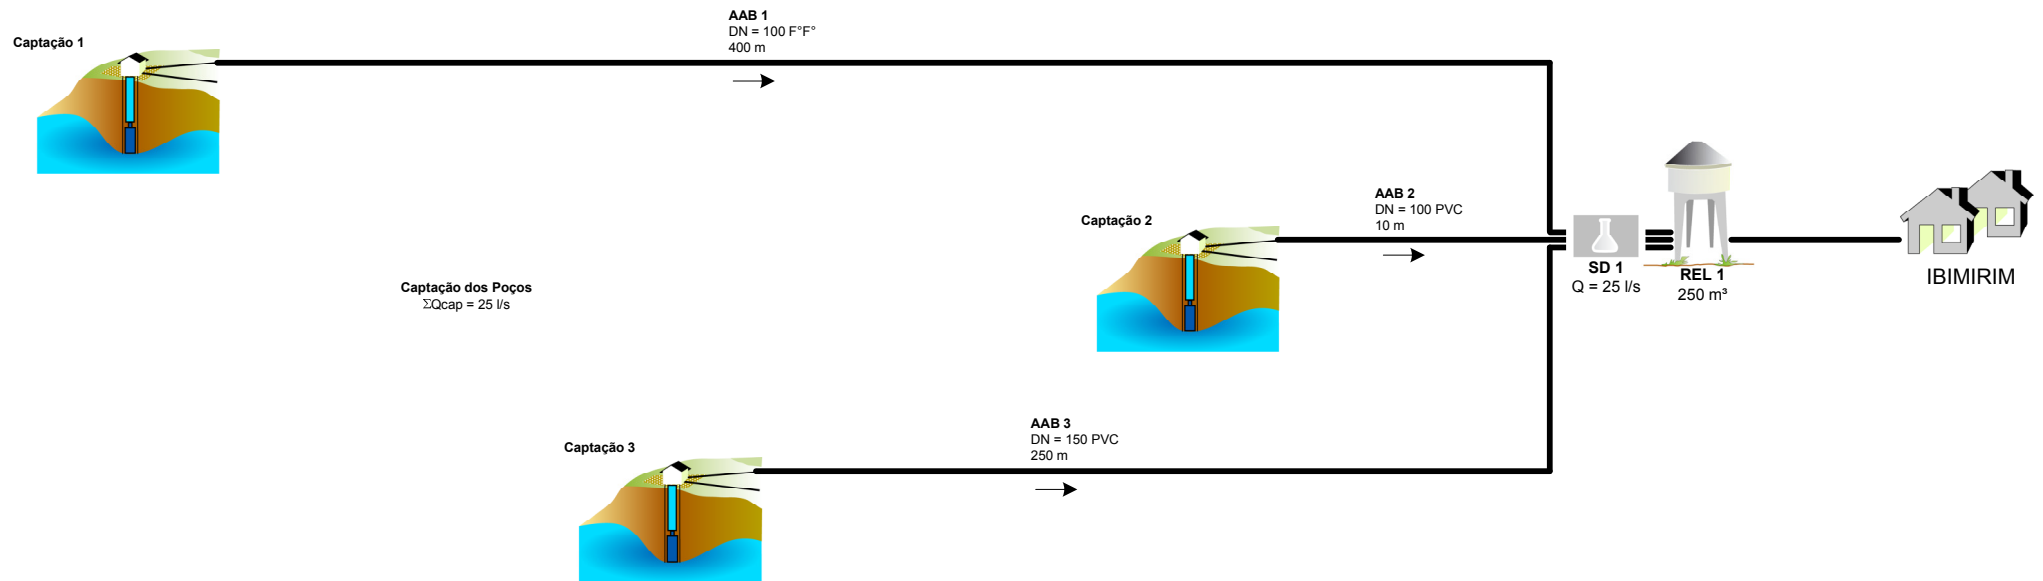 Captação 1
AAB 1
DN = 100 F°F°
400 m
Captação 2
AAB 2
DN = 100 PVC
10 m
Captação dos Poços
ΣQcap = 25 l/s
SD 1
Q = 25 l/s
REL 1
250 m³
IBIMIRIM
Captação 3
AAB 3
DN = 150 PVC
250 m